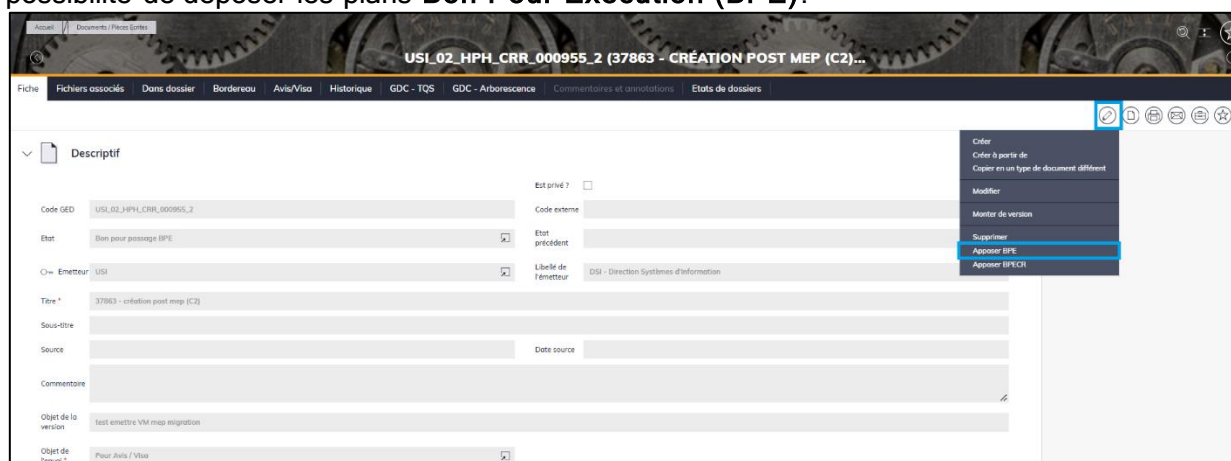 possibilité de déposer les plans Bon Pour Exécution (BPE).
Accueil / Documents / Pièces Ecrites
USI_02_HPH_CRR_000955_2 (37863 - CRÉATION POST MEP (C2)...
Fiche Fichiers associés Dans dossier Bordereau Avis/Visa Historique GDC - TQS GDC - Arborescence Commentaires et annotations Etats de dossiers
Créer
Créer à partir de
Copier en un type de document différent
Modifier
Monter de version
Supprimer
Apposer BPE
Apposer BPECR
Descriptif
Est privé ?
Code GED USI_02_HPH_CRR_000955_2 Code externe
Etat Bon pour passage BPE Etat précédent
Emetteur USI Libellé de l'émetteur DSI - Direction Systèmes d'Information
Titre * 37863 - création post mep (C2)
Sous-titre
Source Date source
Commentaire
Objet de la version test emettre VM mep migration
Objet de l'envoi * Pour Avis / Visa